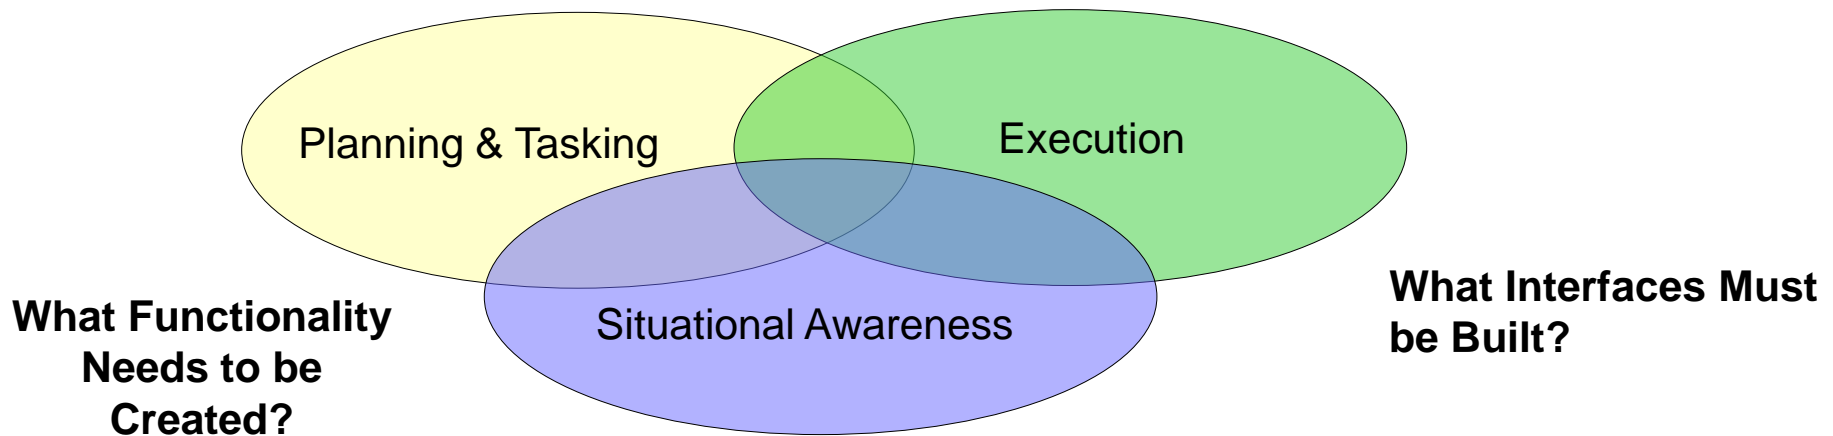 Planning & Tasking
Execution
Situational Awareness
What Functionality
Needs to be
Created?
What Interfaces Must
be Built?